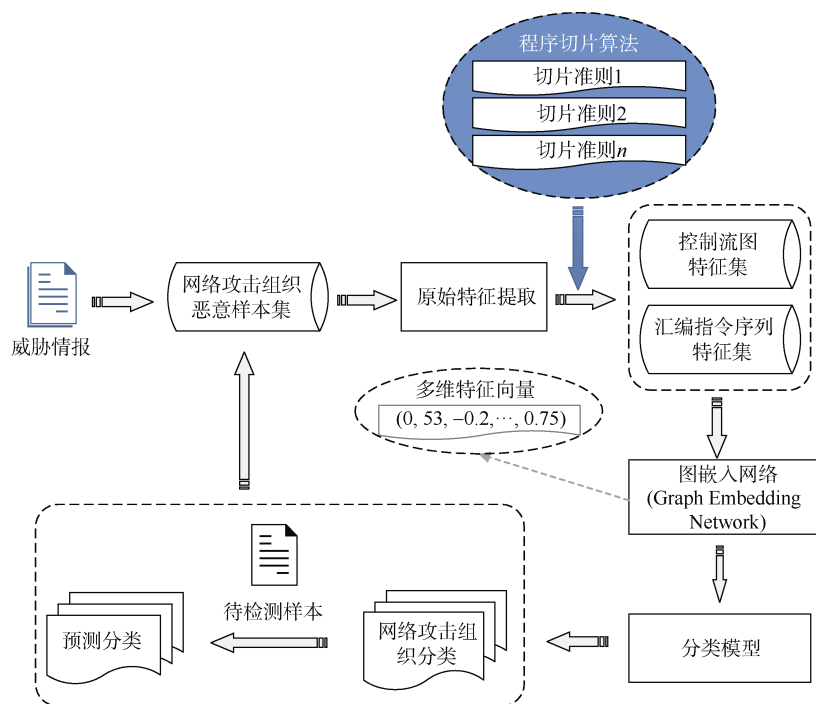 程序切片算法
切片准则1
切片准则2
切片准则n
威胁情报
网络攻击组织
恶意样本集
原始特征提取
控制流图
特征集
汇编指令序列
特征集
多维特征向量
(0, 53, −0.2,⋯, 0.75)
图嵌入网络
(Graph Embedding
Network)
分类模型
网络攻击组
织分类
待检测样本
预测分类